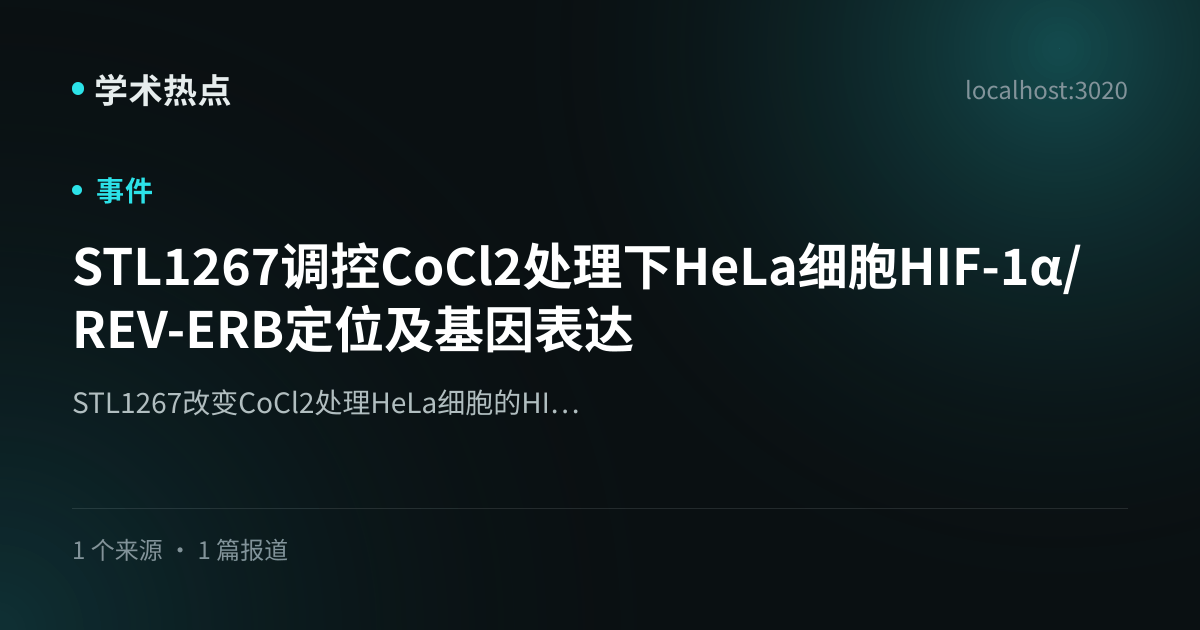 学术热点
localhost:3020
事件
STL1267调控CoCl2处理下HeLa细胞HIF-1α/
REV-ERB定位及基因表达
STL1267改变CoCl2处理HeLa细胞的HI…
1 个来源 · 1 篇报道